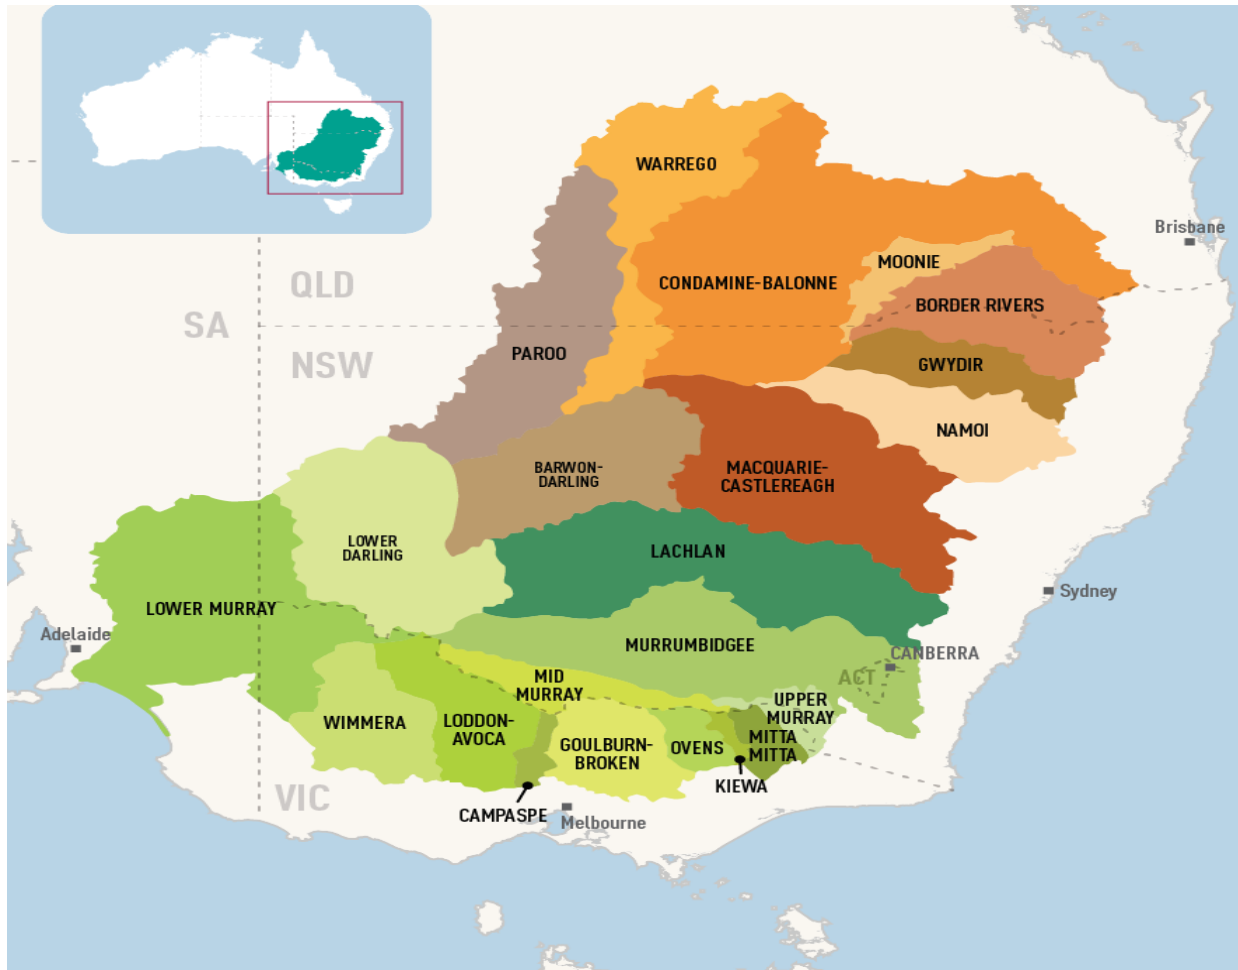 WARREGO
Brisbane
MOONIE
QLD
CONDAMINE-BALONNE
BORDER RIVERS
SA
PAROO
NSW
GWYDIR
NAMOI
BARWON-
DARLING
MACQUARIE-
CASTLEREAGH
LOWER
DARLING
LACHLAN
Sydney
LOWER MURRAY
Adelaide
MURRUMBIDGEE
CANBERRA
ACT
MID
MURRAY
UPPER
MURRAY
WIMMERA
LODDON-
AVOCA
GOULBURN-
BROKEN
OVENS
MITTA
MITTA
KIEWA
VIC
CAMPASPE
Melbourne